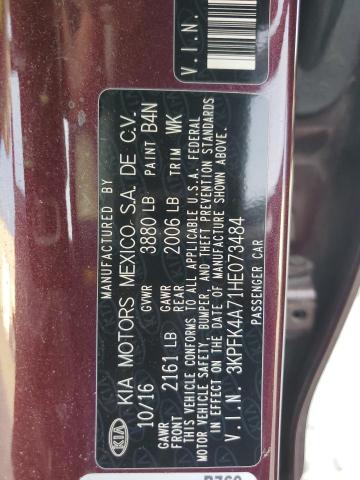 MANUFACTURED BY
KIA KIA MOTORS MEXICO, S.A. DE C.V.
10/16 GVWR 3880 LB PAINT B4N
GAWR FRONT 2161 LB GAWR REAR 2006 LB TRIM WK
THIS VEHICLE CONFORMS TO ALL APPLICABLE U.S.A. FEDERAL
MOTOR VEHICLE SAFETY, BUMPER, AND THEFT PREVENTION STANDARDS
IN EFFECT ON THE DATE OF MANUFACTURE SHOWN ABOVE.
V.I.N. 3KPFK4A71HE073484
PASSENGER CAR
V.I.N.